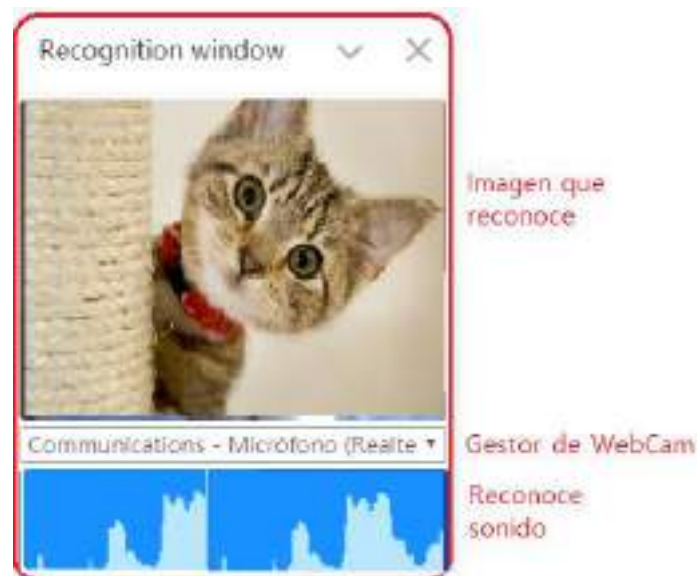 Recognition window
Imagen que
reconoce
Communications - Micrófono (Realte
Gestor de WebCam
Reconoce
sonido